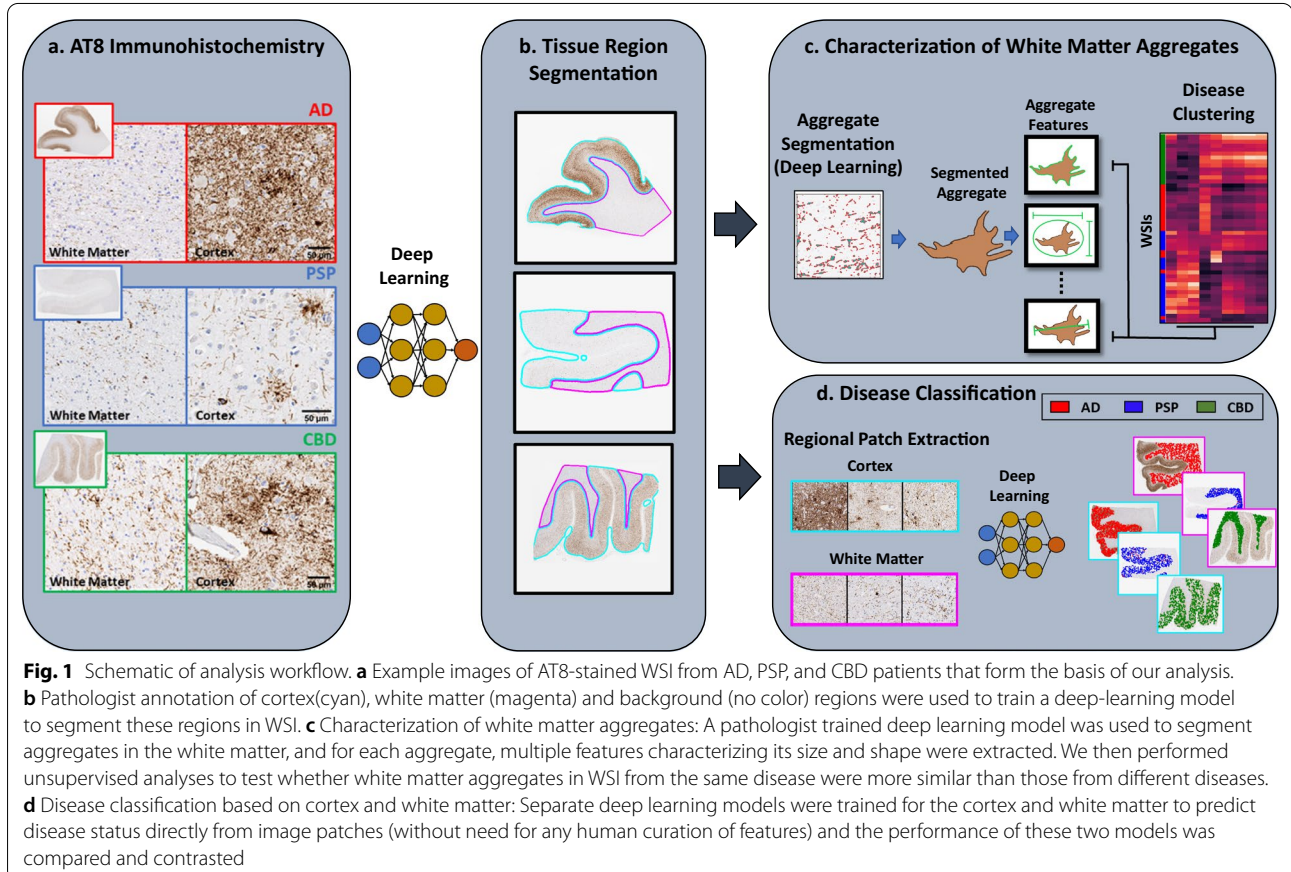 a. AT8 Immunohistochemistry
AD
White Matter
Cortex
50 µm
PSP
White Matter
Cortex
50 µm
CBD
White Matter
Cortex
50 µm
Deep
Learning
b. Tissue Region
Segmentation
c. Characterization of White Matter Aggregates
Aggregate
Segmentation
(Deep Learning)
Segmented
Aggregate
Aggregate
Features
Disease
Clustering
WSIs
d. Disease Classification
AD PSP CBD
Regional Patch Extraction
Cortex
White Matter
Deep
Learning
Fig. 1 Schematic of analysis workflow. a Example images of AT8-stained WSI from AD, PSP, and CBD patients that form the basis of our analysis.
b Pathologist annotation of cortex(cyan), white matter (magenta) and background (no color) regions were used to train a deep-learning model
to segment these regions in WSI. c Characterization of white matter aggregates: A pathologist trained deep learning model was used to segment
aggregates in the white matter, and for each aggregate, multiple features characterizing its size and shape were extracted. We then performed
unsupervised analyses to test whether white matter aggregates in WSI from the same disease were more similar than those from different diseases.
d Disease classification based on cortex and white matter: Separate deep learning models were trained for the cortex and white matter to predict
disease status directly from image patches (without need for any human curation of features) and the performance of these two models was
compared and contrasted